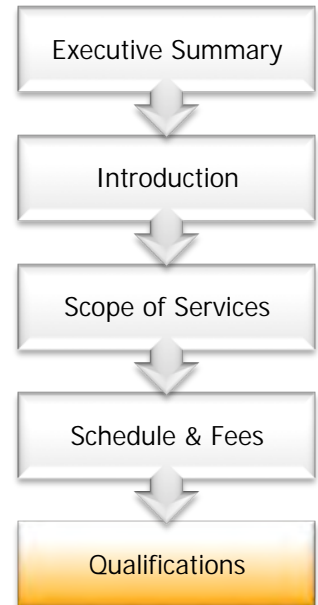 Executive Summary
Introduction
Scope of Services
Schedule & Fees
Qualifications